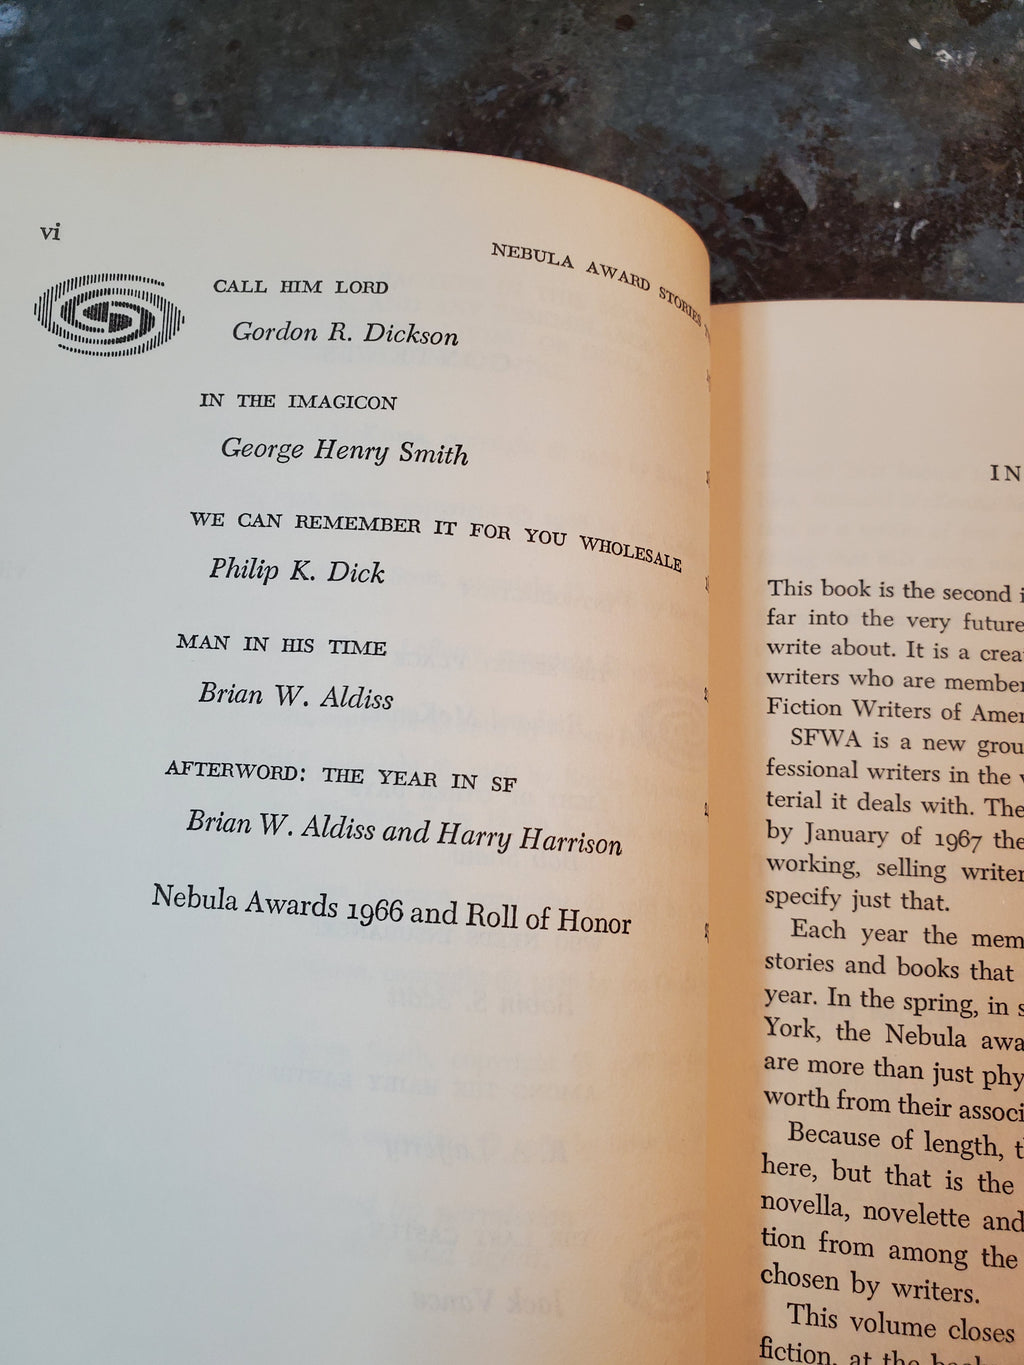 vi
NEBULA AWARD STORIES
CALL HIM LORD
Gordon R. Dickson
IN THE IMAGICON
George Henry Smith
WE CAN REMEMBER IT FOR YOU WHOLESALE
Philip K. Dick
MAN IN HIS TIME
Brian W. Aldiss
AFTERWORD: THE YEAR IN SF
Brian W. Aldiss and Harry Harrison
Nebula Awards 1966 and Roll of Honor
IN
This book is the second i
far into the very future
write about. It is a crea
writers who are member
Fiction Writers of Amer
SFWA is a new grou
fessional writers in the
terial it deals with. The
by January of 1967 the
working, selling writer
specify just that.
Each year the mem
stories and books that
year. In the spring, in s
York, the Nebula awa
are more than just phy
worth from their associ
Because of length, t
here, but that is the
novella, novelette and
tion from among the
chosen by writers.
This volume closes
fiction, at the